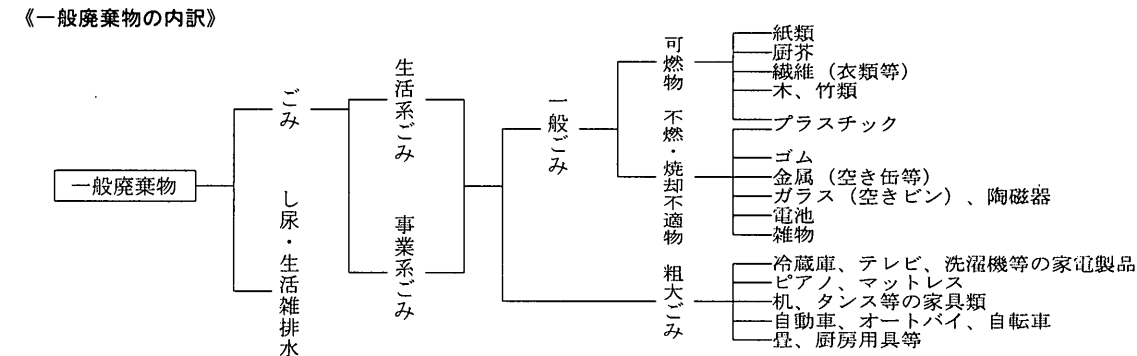 《一般廃棄物の内訳》
一般廃棄物
ごみ
し尿・生活雑排水
生活系ごみ
事業系ごみ
一般ごみ
可燃物
不燃・焼却不適物
粗大ごみ
紙類
厨芥
繊維（衣類等）
木、竹類
プラスチック
ゴム
金属（空き缶等）
ガラス（空きビン）、陶磁器
電池
雑物
冷蔵庫、テレビ、洗濯機等の家電製品
ピアノ、マットレス
机、タンス等の家具類
自動車、オートバイ、自転車
畳、厨房用具等